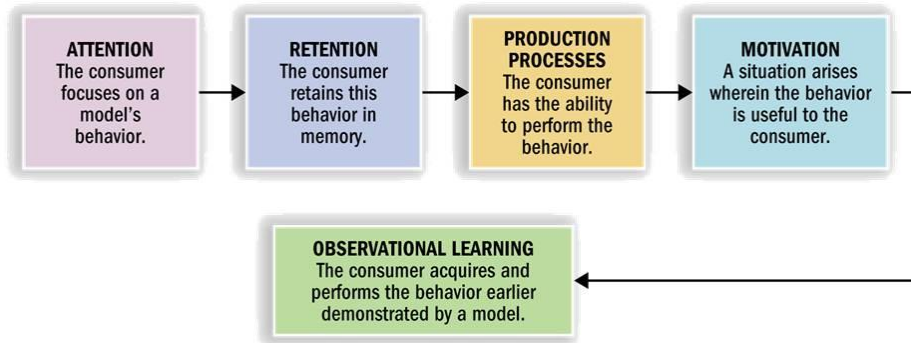 ATTENTION
The consumer
focuses on a
model's
behavior.
RETENTION
The consumer
retains this
behavior in
memory.
PRODUCTION
PROCESSES
The consumer
has the ability
to perform the
behavior.
MOTIVATION
A situation arises
wherein the behavior
is useful to the
consumer.
OBSERVATIONAL LEARNING
The consumer acquires and
performs the behavior earlier
demonstrated by a model.